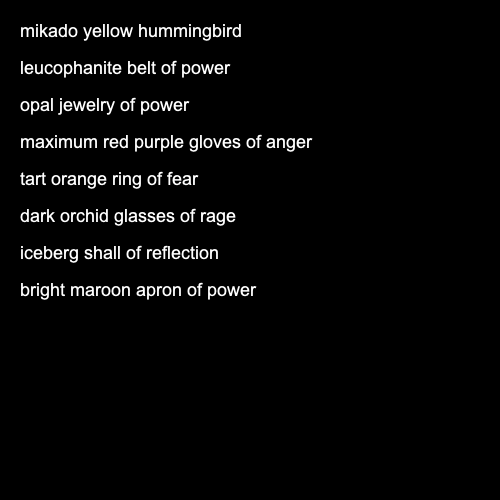 mikado yellow hummingbird
leucophanite belt of power
opal jewelry of power
maximum red purple gloves of anger
tart orange ring of fear
dark orchid glasses of rage
iceberg shall of reflection
bright maroon apron of power